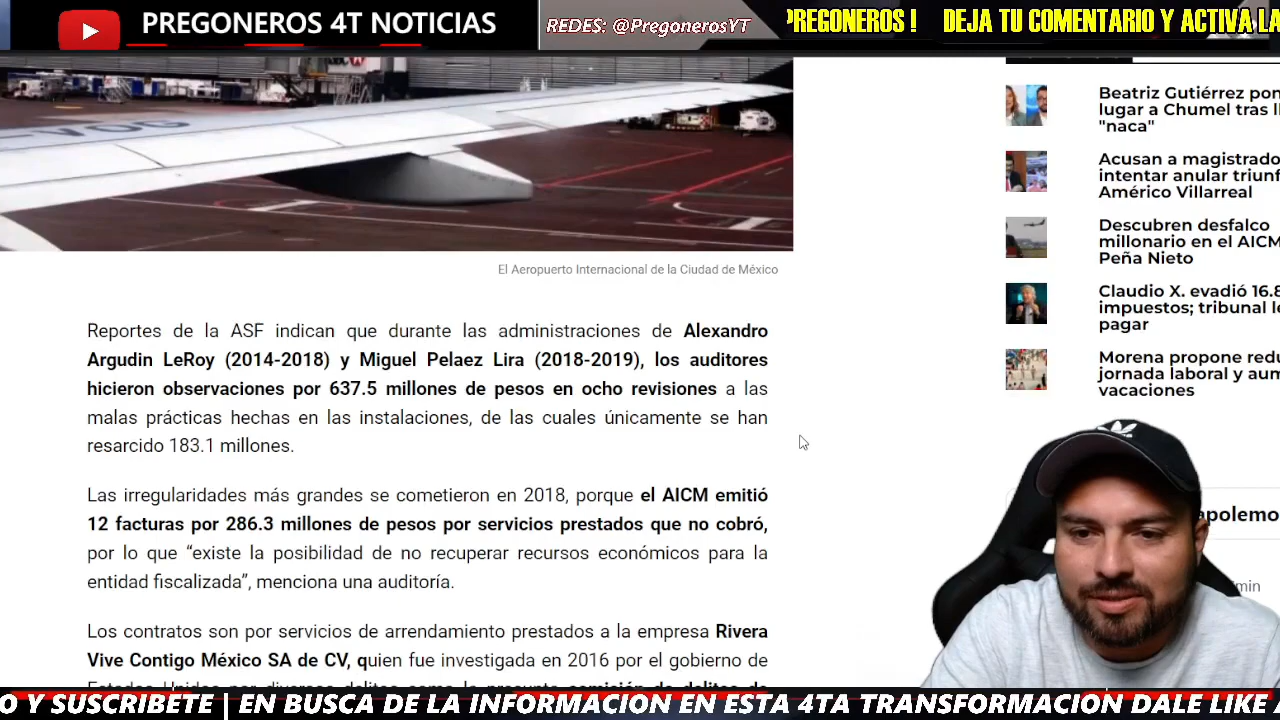 PREGONEROS 4T NOTICIAS
REDES: @PregonerosYT
PREGONEROS ! DEJA TU COMENTARIO Y ACTIVA LA
El Aeropuerto Internacional de la Ciudad de México
Reportes de la ASF indican que durante las administraciones de Alexandro
Argudin LeRoy (2014-2018) y Miguel Pelaez Lira (2018-2019), los auditores
hicieron observaciones por 637.5 millones de pesos en ocho revisiones a las
malas prácticas hechas en las instalaciones, de las cuales únicamente se han
resarcido 183.1 millones.
Las irregularidades más grandes se cometieron en 2018, porque el AICM emitió
12 facturas por 286.3 millones de pesos por servicios prestados que no cobró,
por lo que “existe la posibilidad de no recuperar recursos económicos para la
entidad fiscalizada”, menciona una auditoría.
Los contratos son por servicios de arrendamiento prestados a la empresa Rivera
Vive Contigo México SA de CV, quien fue investigada en 2016 por el gobierno de
Beatriz Gutiérrez pon
lugar a Chumel tras ll
"naca"
Acusan a magistrado
intentar anular triunf
Américo Villarreal
Descubren desfalco
millonario en el AICM
Peña Nieto
Claudio X. evadió 16.8
impuestos; tribunal le
pagar
Morena propone redu
jornada laboral y aum
vacaciones
apolemo
min
O Y SUSCRIBETE | EN BUSCA DE LA INFORMACION EN ESTA 4TA TRANSFORMACION DALE LIKE A